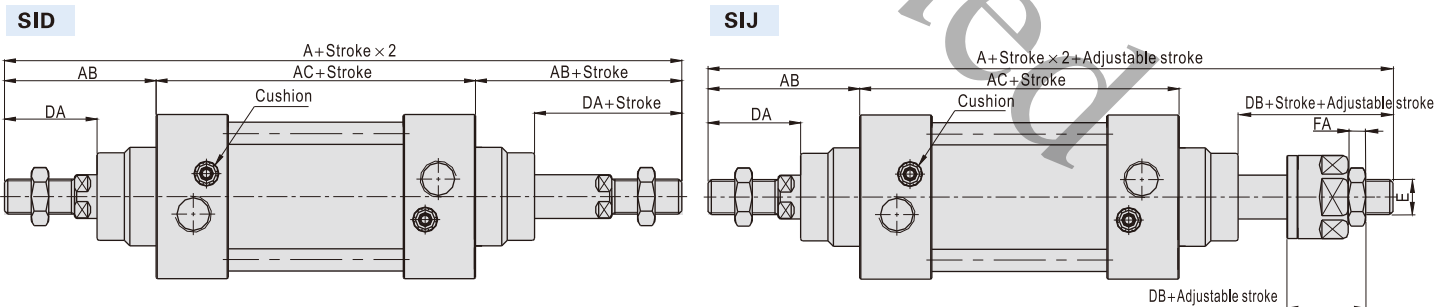 SID
A+Stroke×2
AB
AC+Stroke
AB+Stroke
Cushion
DA
DA+Stroke
SIJ
A+Stroke×2+Adjustable stroke
AC+Stroke
AB
Cushion
DB+Stroke+Adjustable stroke
DA
FA
E
DB+Adjustable stroke